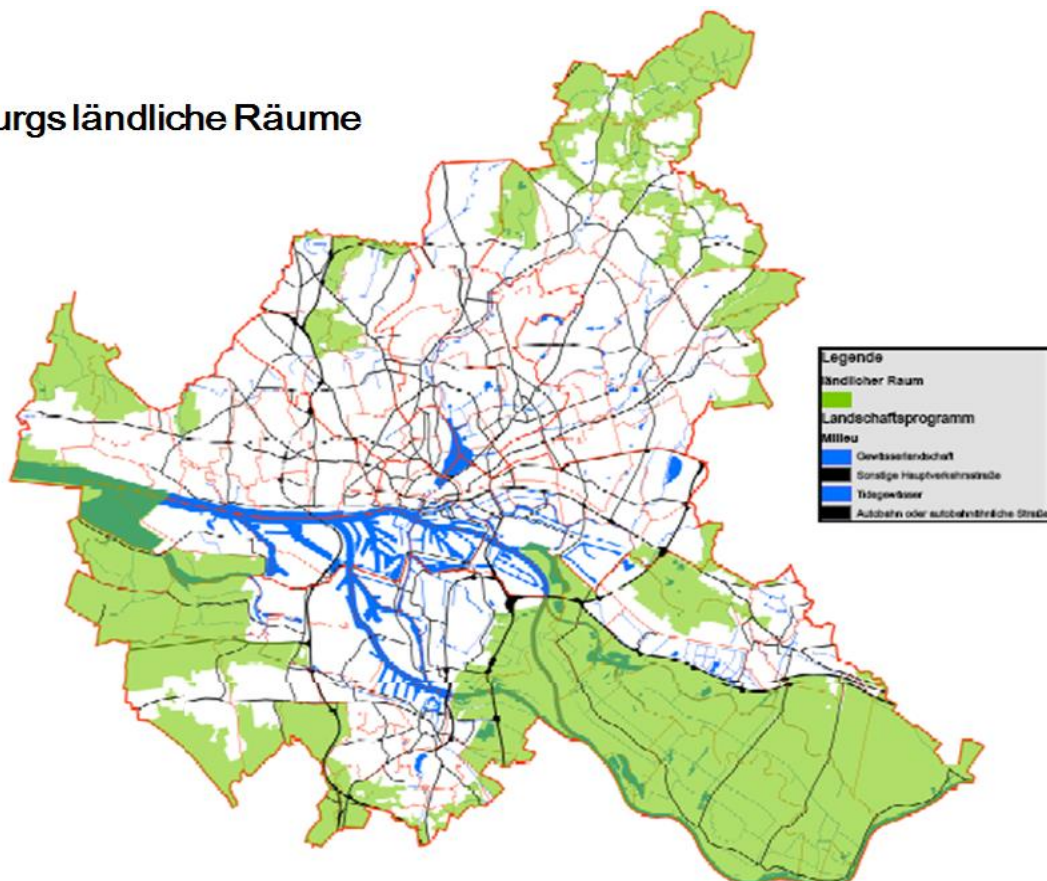 urgs ländliche Räume
Legende
ländlicher Raum
Landschaftsprogramm
Milieu
Gewässerlandschaft
Sonstige Hauptverkehrsstraße
Tidegewässer
Autobahn oder autobahnähnliche Straße